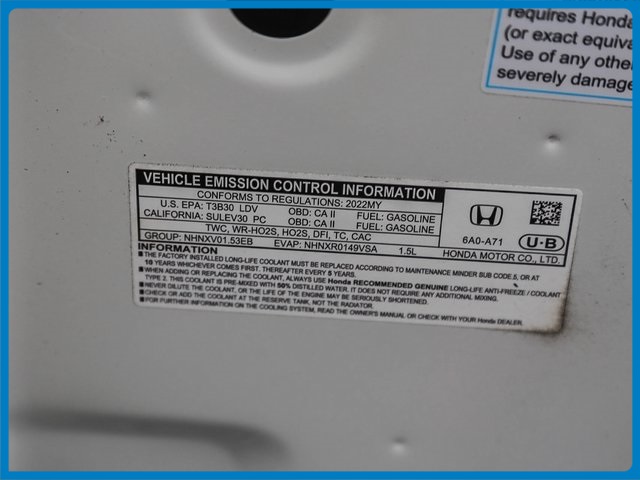 requires Honda
(or exact equiva
Use of any othe
severely damage
VEHICLE EMISSION CONTROL INFORMATION
CONFORMS TO REGULATIONS: 2022MY
U.S. EPA: T3B30 LDV OBD: CA II FUEL: GASOLINE
CALIFORNIA: SULEV30 PC OBD: CA II FUEL: GASOLINE
TWC, WR-HO2S, HO2S, DFI, TC, CAC
GROUP: NHNXV01.53EB EVAP: NHNXR0149VSA 1.5L
6A0-A71
U·B
HONDA MOTOR CO., LTD.
INFORMATION
■THE FACTORY INSTALLED LONG-LIFE COOLANT MUST BE REPLACED ACCORDING TO MAINTENANCE MINDER SUB CODE 5, OR AT
10 YEARS WHICHEVER COMES FIRST. THEREAFTER EVERY 5 YEARS.
■WHEN ADDING OR REPLACING THE COOLANT, ALWAYS USE Honda RECOMMENDED GENUINE LONG-LIFE ANTI-FREEZE / COOLANT
TYPE 2. THIS COOLANT IS PRE-MIXED WITH 50% DISTILLED WATER. IT DOES NOT REQUIRE ANY ADDITIONAL MIXING.
■NEVER DILUTE THE COOLANT, OR THE LIFE OF THE ENGINE MAY BE SERIOUSLY SHORTENED.
■CHECK OR ADD THE COOLANT AT THE RESERVE TANK, NOT THE RADIATOR.
■FOR FURTHER INFORMATION ON THE COOLING SYSTEM, READ THE OWNER'S MANUAL OR CHECK WITH YOUR Honda DEALER.